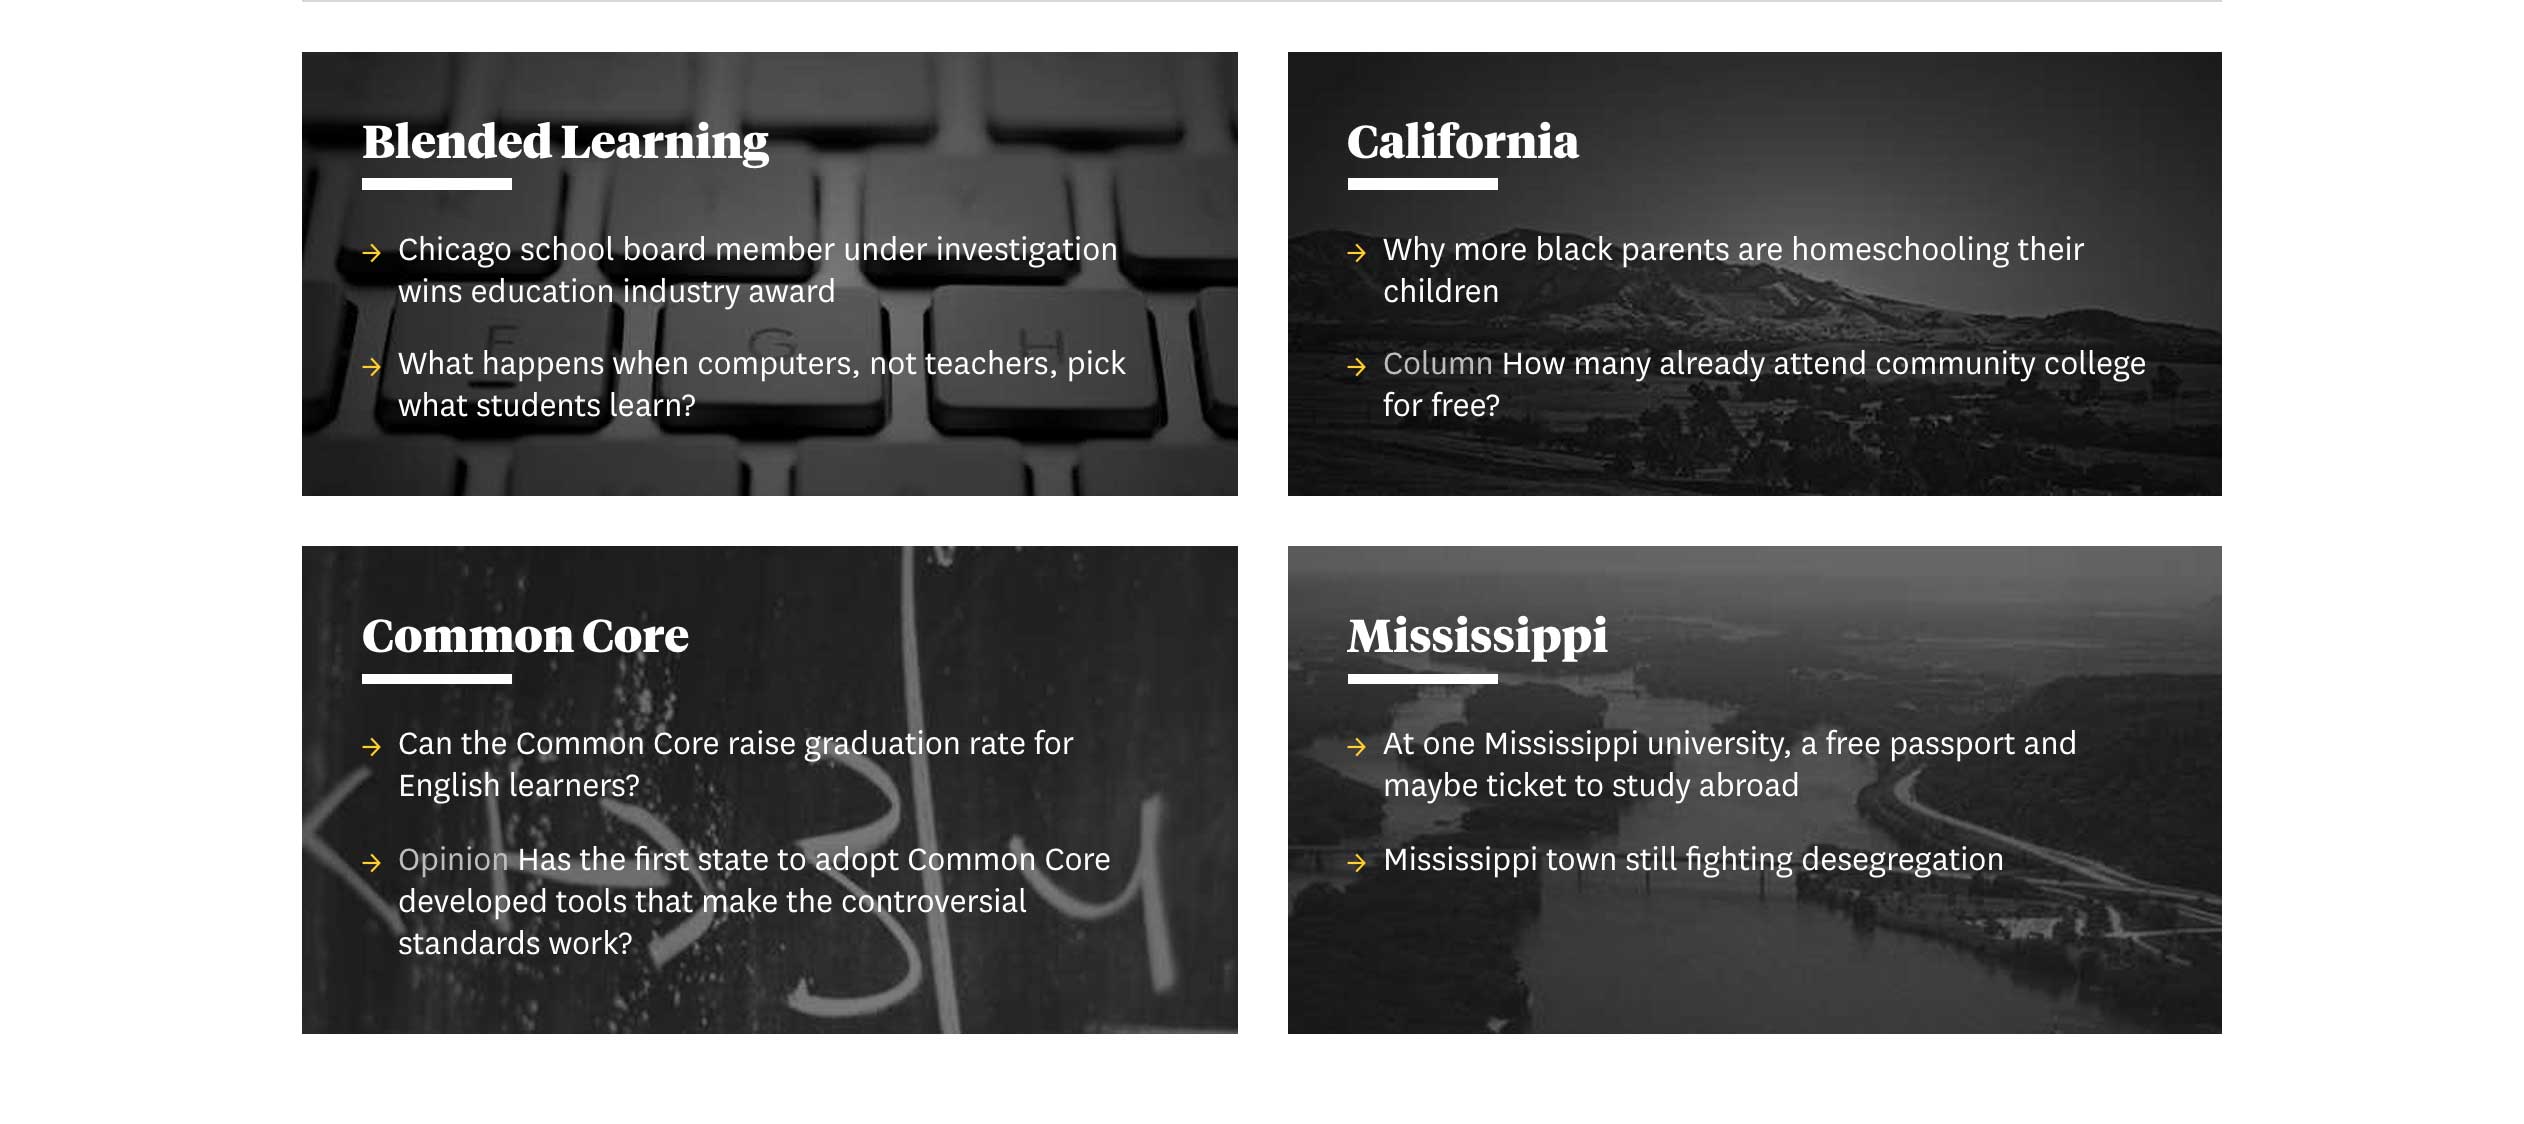 Blended Learning
→ Chicago school board member under investigation
wins education industry award
→ What happens when computers, not teachers, pick
what students learn?
California
→ Why more black parents are homeschooling their
children
→ Column How many already attend community college
for free?
Common Core
→ Can the Common Core raise graduation rate for
English learners?
→ Opinion Has the first state to adopt Common Core
developed tools that make the controversial
standards work?
Mississippi
→ At one Mississippi university, a free passport and
maybe ticket to study abroad
→ Mississippi town still fighting desegregation